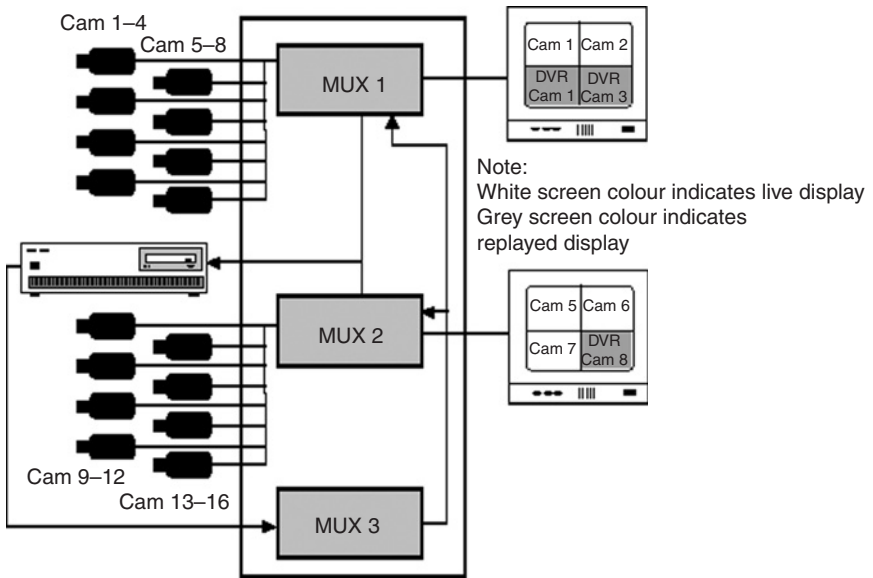 Cam 1–4
Cam 5–8
MUX 1
Cam 1
Cam 2
DVR
Cam 1
DVR
Cam 3
Note:
White screen colour indicates live display
Grey screen colour indicates
replayed display
MUX 2
Cam 5
Cam 6
Cam 7
DVR
Cam 8
Cam 9–12
Cam 13–16
MUX 3